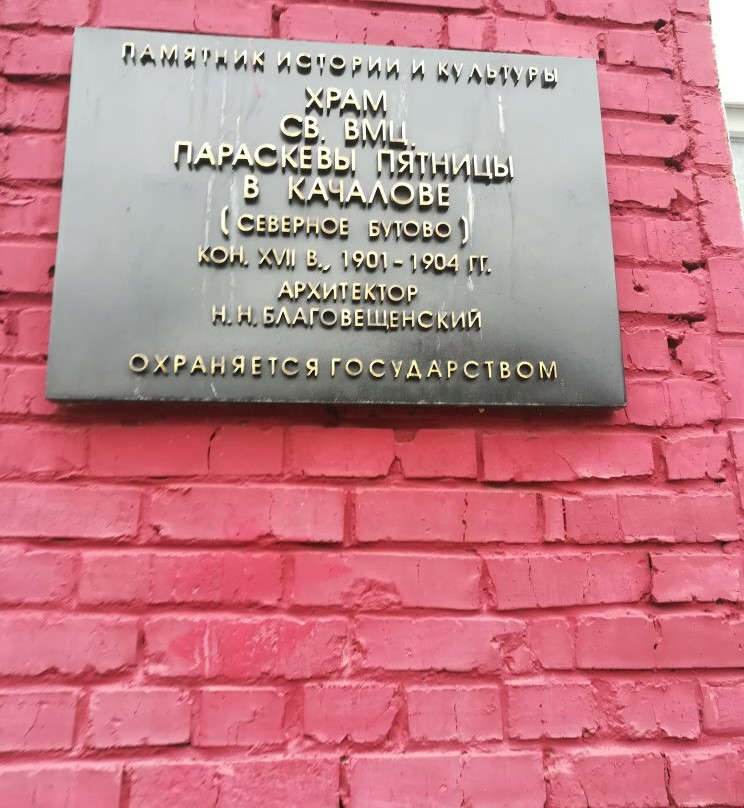 ПАМЯТНИК ИСТОРИИ И КУЛЬТУРЫ
ХРАМ
СВ. ВМЦ.
ПАРАСКЕВЫ ПЯТНИЦЫ
В КАЧАЛОВЕ
(СЕВЕРНОЕ БУТОВО)
КОН. XVII В., 1901-1904 ГГ.
АРХИТЕКТОР
Н.Н.БЛАГОВЕЩЕНСКИЙ
ОХРАНЯЕТСЯ ГОСУДАРСТВОМ